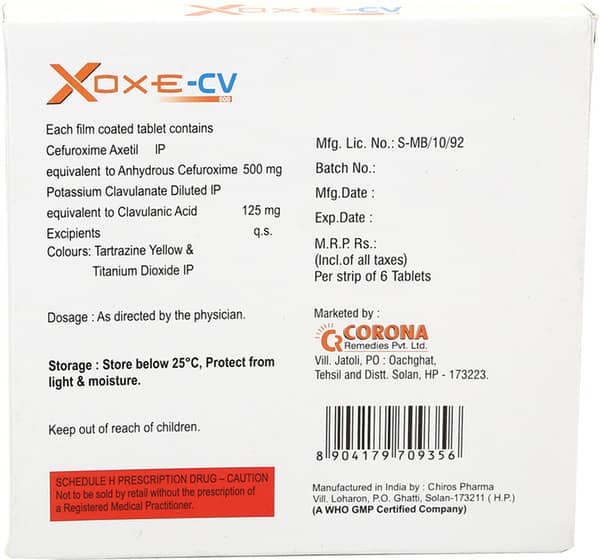 XOXE-CV
500
Each film coated tablet contains
Cefuroxime Axetil IP
equivalent to Anhydrous Cefuroxime 500 mg
Potassium Clavulanate Diluted IP
equivalent to Clavulanic Acid 125 mg
Excipients q.s.
Colours: Tartrazine Yellow &
Titanium Dioxide IP
Dosage : As directed by the physician.
Storage : Store below 25°C, Protect from
light & moisture.
Keep out of reach of children.
SCHEDULE H PRESCRIPTION DRUG – CAUTION
Not to be sold by retail without the prescription of
a Registered Medical Practitioner.
Mfg. Lic. No.: S-MB/10/92
Batch No.:
Mfg.Date :
Exp.Date :
M.R.P. Rs.:
(Incl.of all taxes)
Per strip of 6 Tablets
Marketed by :
CR CORONA
Remedies Pvt. Ltd.
Vill. Jatoli, PO : Oachghat,
Tehsil and Distt. Solan, HP - 173223.
8 904179 709356
Manufactured in India by : Chiros Pharma
Vill. Loharon, P.O. Ghatti, Solan-173211 ( H.P.)
(A WHO GMP Certified Company)